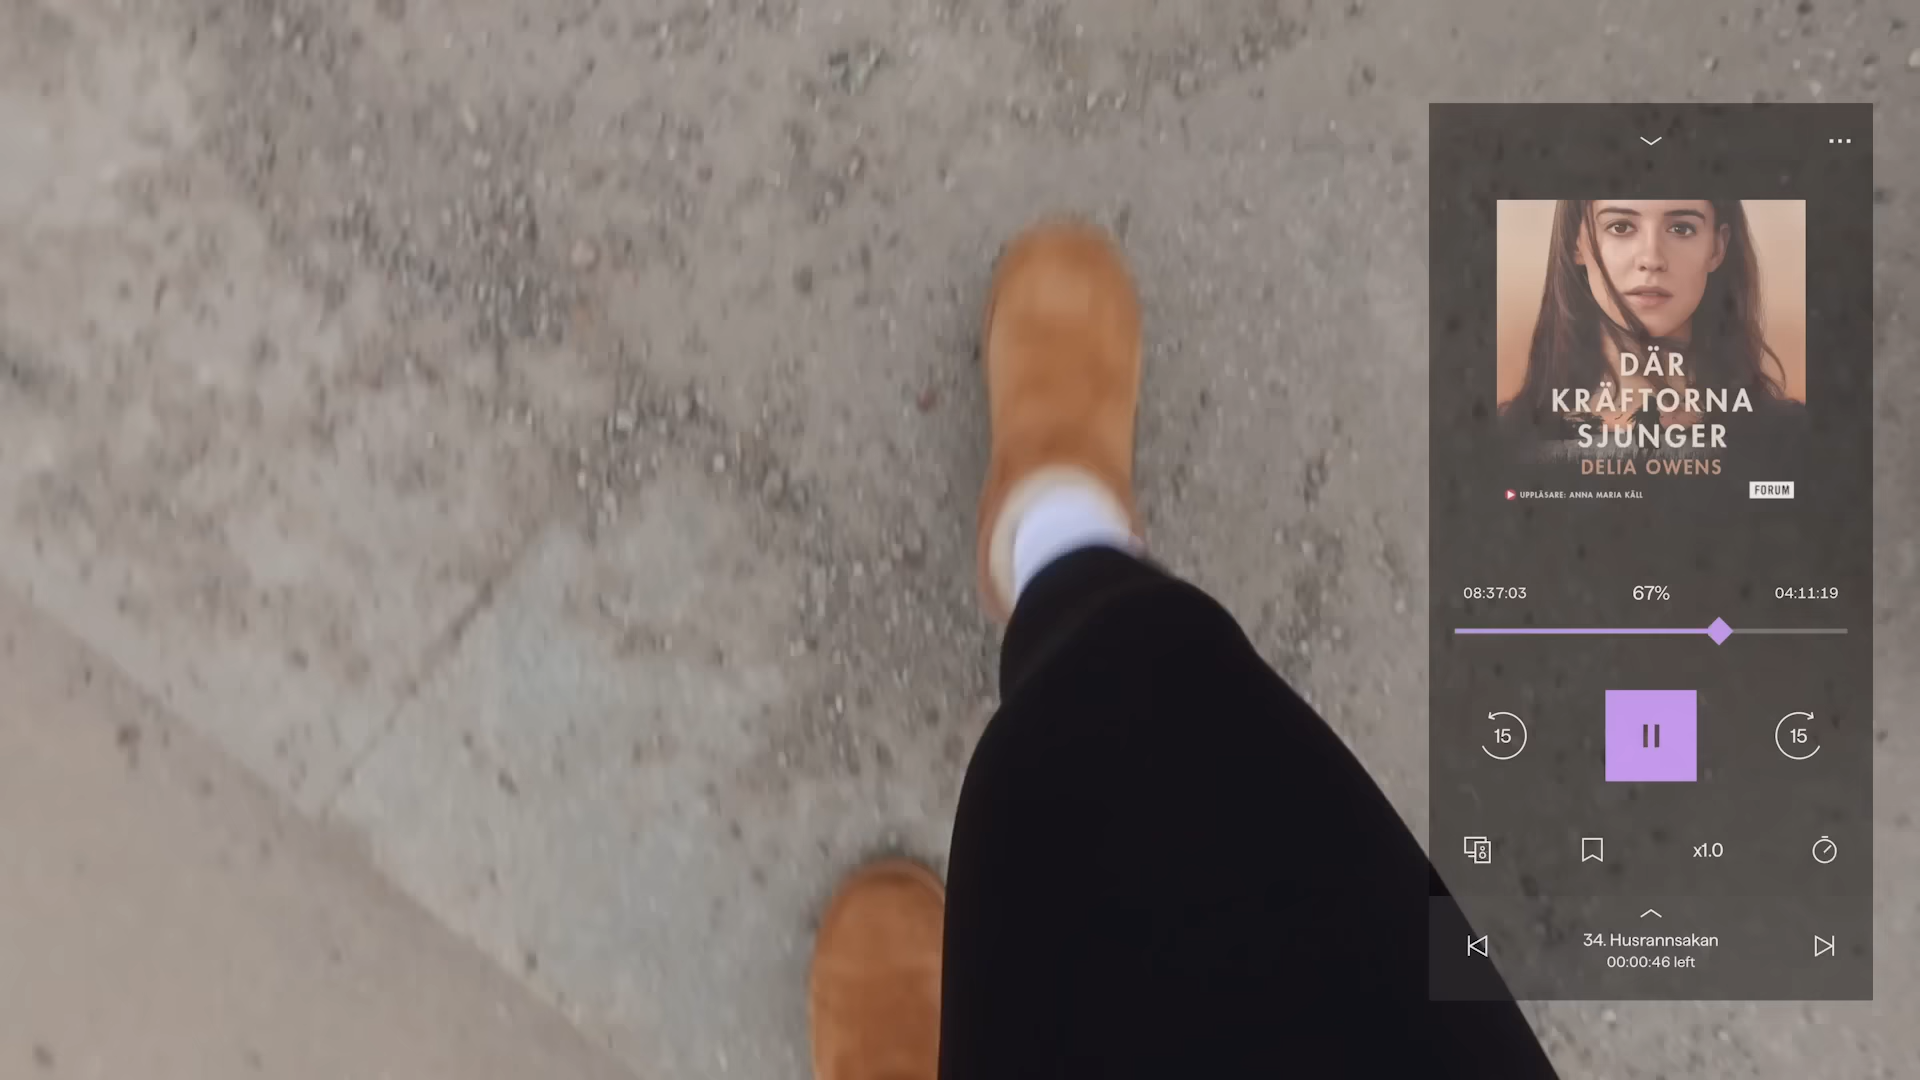 DÄR
KRÄFTORNA
SJUNGER
DELIA OWENS
UPPLÄSARE: ANNA MARIA KÄLL
FORUM
08:37:03 67% 04:11:19
15 15
x1.0
34. Husrannsakan
00:00:46 left